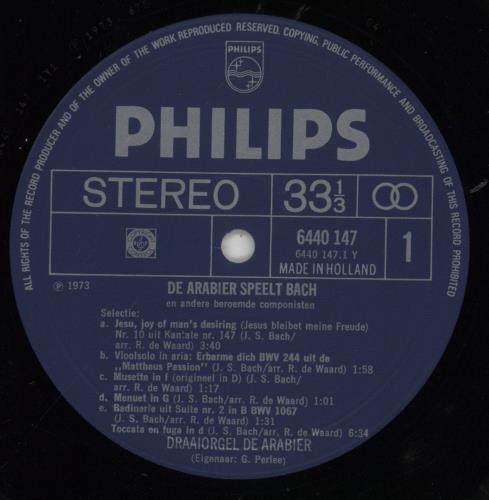 ALL RIGHTS OF THE RECORD PRODUCER AND OF THE OWNER OF THE WORK REPRODUCED RESERVED. COPYING, PUBLIC PERFORMANCE AND BROADCASTING OF THIS RECORD PROHIBITED
PHILIPS
PHILIPS
STEREO 33 1/3
6440 147
6440 147.1 Y
MADE IN HOLLAND
1
℗ 1973
DE ARABIER SPEELT BACH
en andere beroemde componisten
Selectie:
a. Jesu, joy of man's desiring (Jesus bleibet meine Freude)
Nr. 10 uit Kantate nr. 147 (J. S. Bach/
arr. R. de Waard) 3:40
b. Vioolsolo in aria: Erbarme dich BWV 244 uit de
„Mattheus Passion" (J. S. Bach/arr. R. de Waard) 1:58
c. Musette in f (origineel in D) (J. S. Bach/
arr. R. de Waard) 1:17
d. Menuet in G (J. S. Bach/arr. R. de Waard) 1:01
e. Badinerie uit Suite nr. 2 in B BWV 1067
(J. S. Bach/arr. R. de Waard) 1:31
Toccata en fuga in d (J. S. Bach/arr. R. de Waard) 6:34
DRAAIORGEL DE ARABIER
(Eigenaar: G. Perlee)